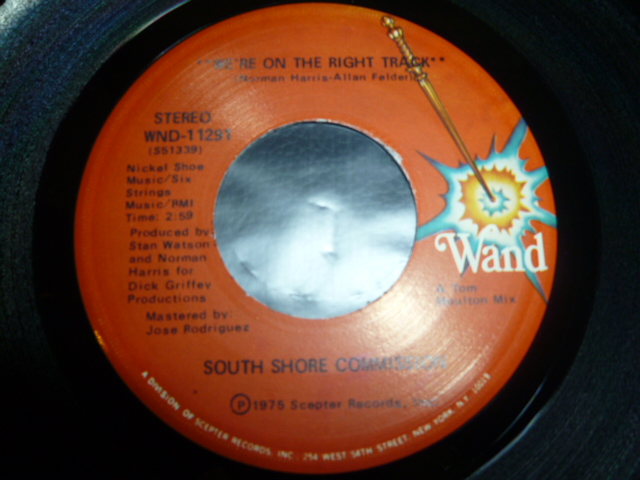 **WE'RE ON THE RIGHT TRACK**
(Norman Harris-Allan Felder)
STEREO
WND-11291
(S51339)
Nickel Shoe
Music/Six
Strings
Music/BMI
Time: 2:59
Produced by
Stan Watson
and Norman
Harris for
Dick Griffey
Productions
Mastered by:
Jose Rodriguez
Wand
A Tom
Moulton Mix
SOUTH SHORE COMMISSION
Ⓟ1975 Scepter Records, Inc.
A DIVISION OF SCEPTER RECORDS, INC., 254 WEST 54TH STREET, NEW YORK, N.Y. 10019